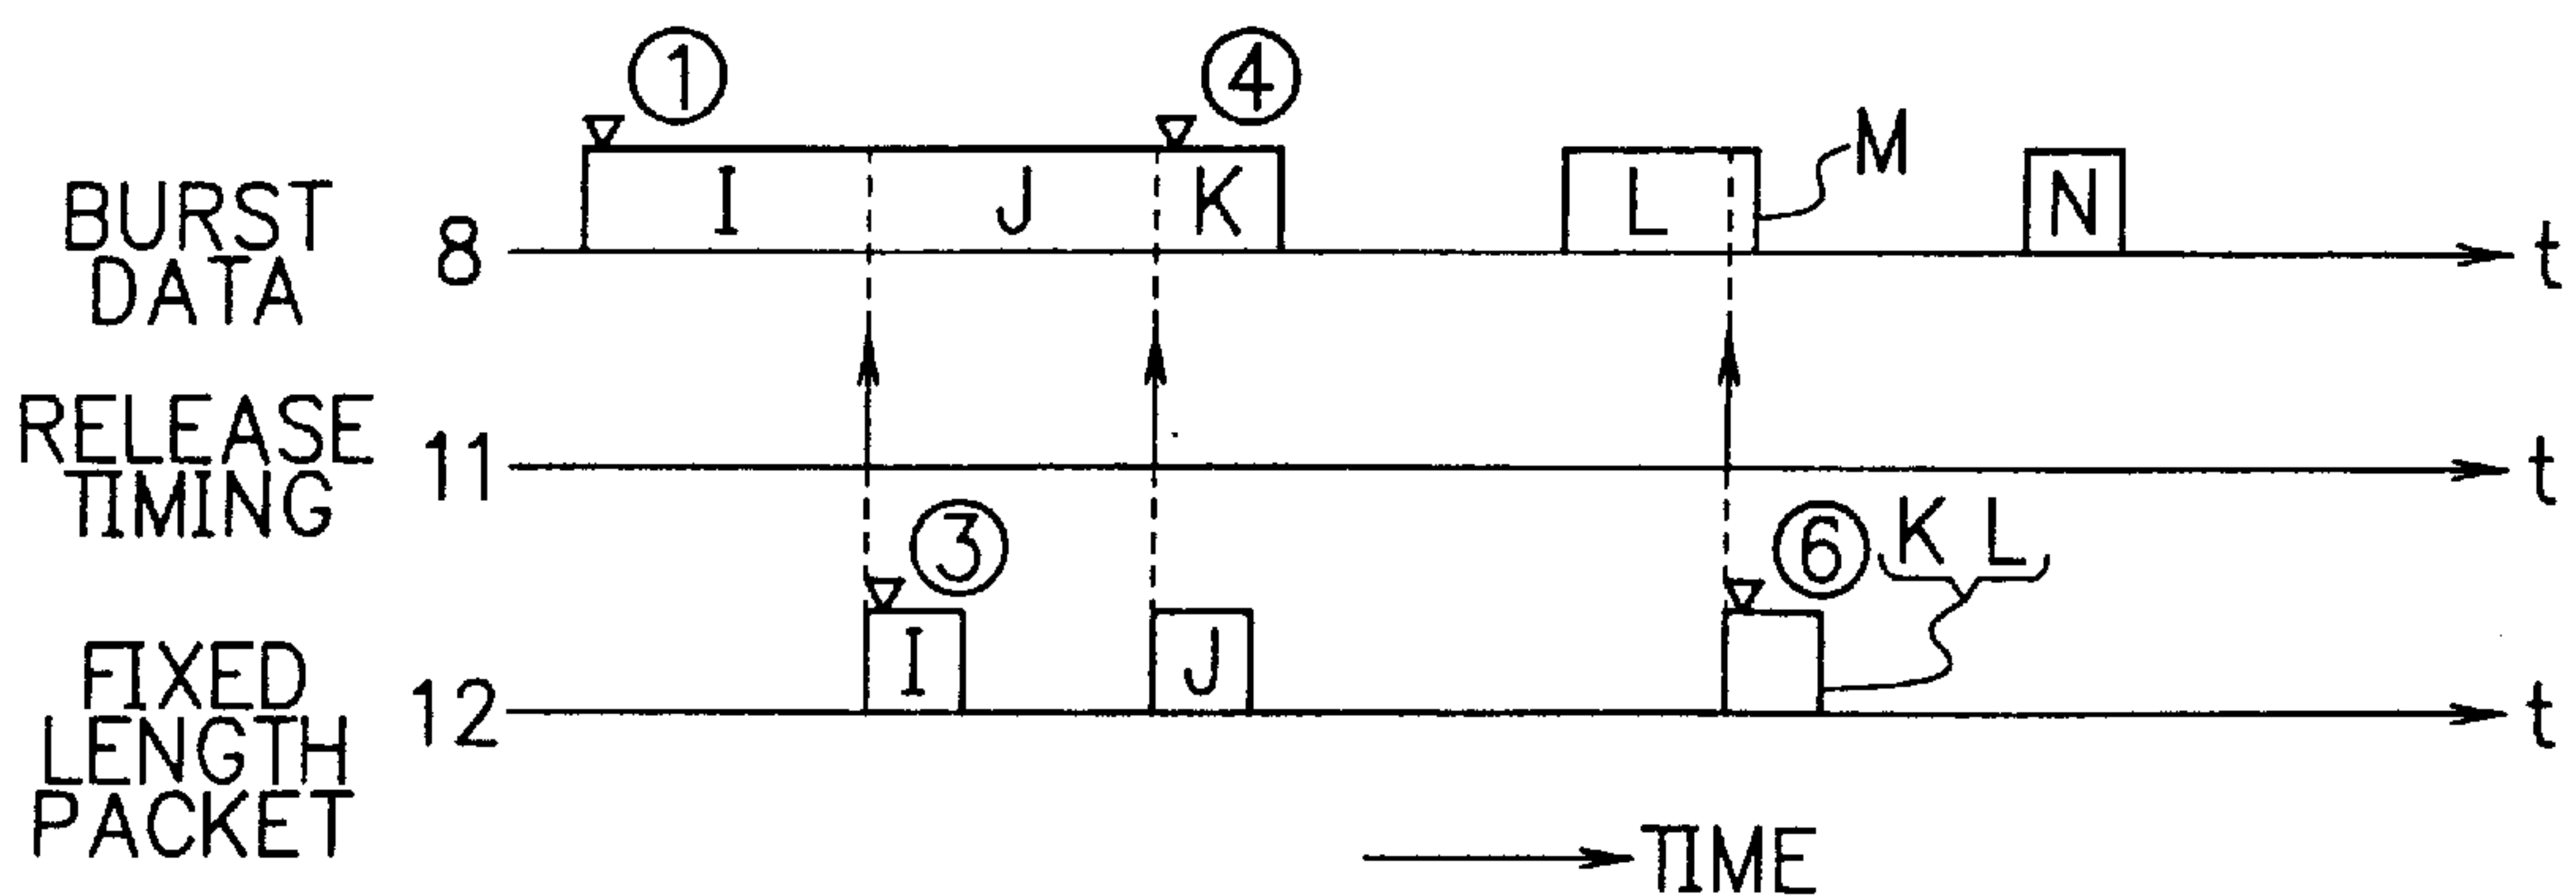 ① ④
I J K L M N
BURST
DATA
8 t
RELEASE
TIMING
11 t
③ ⑥ K L
I J
FIXED
LENGTH
PACKET
12 t
TIME